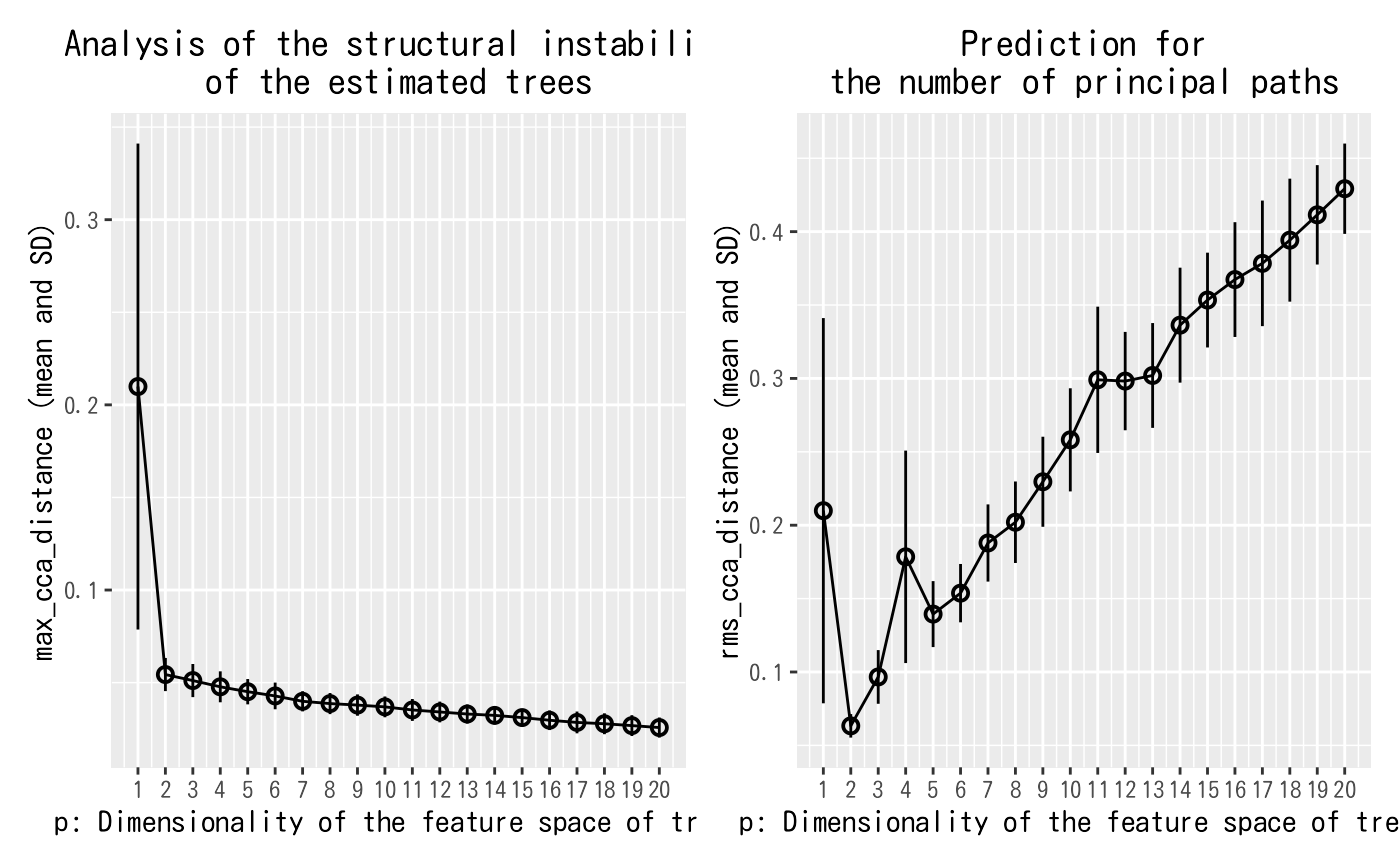 Analysis of the structural instabili
of the estimated trees
max_cca_distance (mean and SD)
0.3
0.2
0.1
1 2 3 4 5 6 7 8 9 10 11 12 13 14 15 16 17 18 19 20
p: Dimensionality of the feature space of tr
Prediction for
the number of principal paths
rms_cca_distance (mean and SD)
0.4
0.3
0.2
0.1
1 2 3 4 5 6 7 8 9 10 11 12 13 14 15 16 17 18 19 20
p: Dimensionality of the feature space of tre